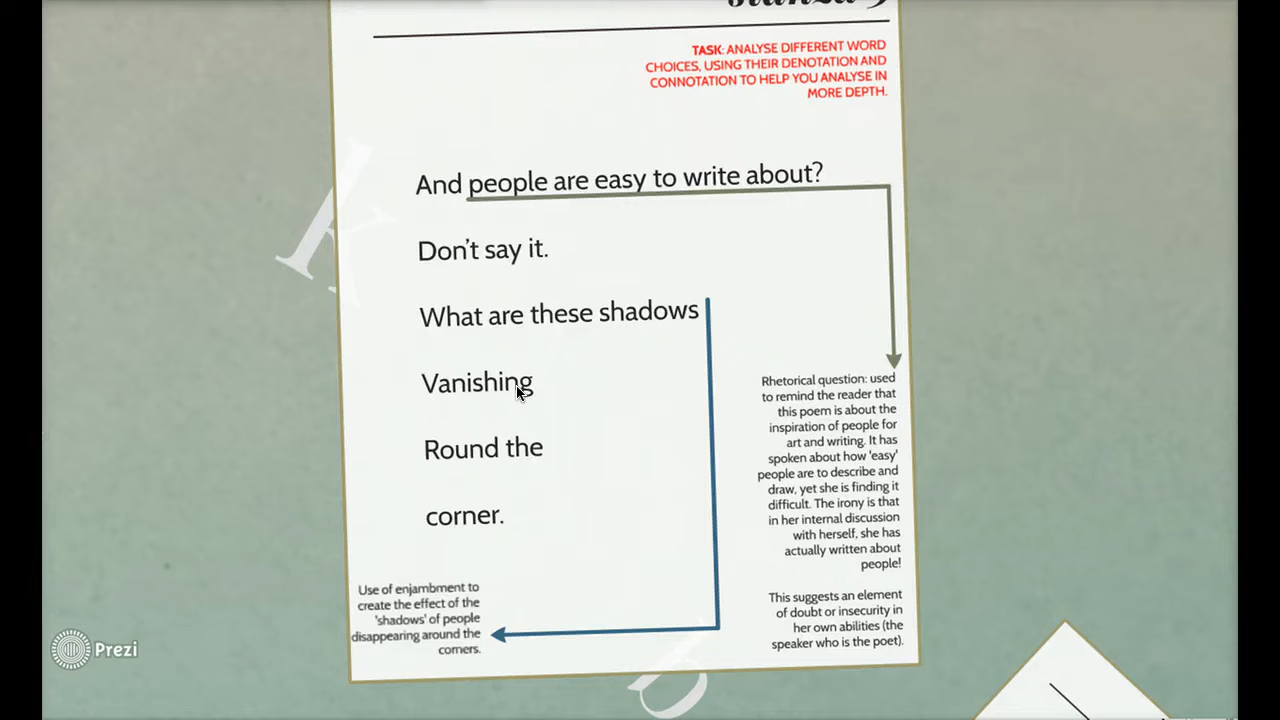 TASK: ANALYSE DIFFERENT WORD
CHOICES, USING THEIR DENOTATION AND
CONNOTATION TO HELP YOU ANALYSE IN
MORE DEPTH.
And people are easy to write about?
Don't say it.
What are these shadows
Vanishing
Round the
corner.
Rhetorical question: used
to remind the reader that
this poem is about the
inspiration of people for
art and writing. It has
spoken about how 'easy'
people are to describe and
draw, yet she is finding it
difficult. The irony is that
in her internal discussion
with herself, she has
actually written about
people!
This suggests an element
of doubt or insecurity in
her own abilities (the
speaker who is the poet).
Use of enjambment to
create the effect of the
'shadows' of people
disappearing around the
corners.
Prezi